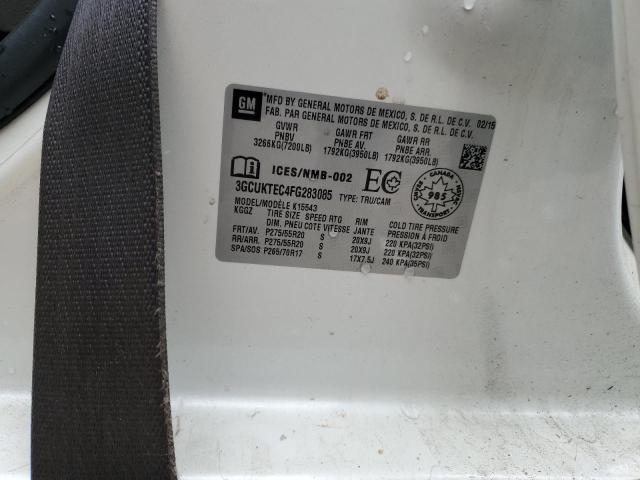 GM
MFD BY GENERAL MOTORS DE MEXICO, S. DE R.L. DE C.V. 02/15
FAB. PAR GENERAL MOTORS DE MEXICO, S. DE R.L. DE C.V.
GVWR GAWR FRT GAWR RR
PNBV PNBE AV. PNBE ARR.
3266KG(7200LB) 1792KG(3950LB) 1792KG(3950LB)
ICES/NMB-002 EC
3GCUKTEC4FG283085 TYPE: TRU/CAM
CANADA
985
TRANSPORT
MODEL/MODÈLE K15543
KGGZ TIRE SIZE SPEED RTG RIM COLD TIRE PRESSURE
DIM. PNEU COTE VITESSE JANTE PRESSION À FROID
FRT/AV. P275/55R20 S 20X9J 220 KPA(32PSI)
RR/ARR. P275/55R20 S 20X9J 220 KPA(32PSI)
SPA/SOS P265/70R17 S 17X7.5J 240 KPA(35PSI)